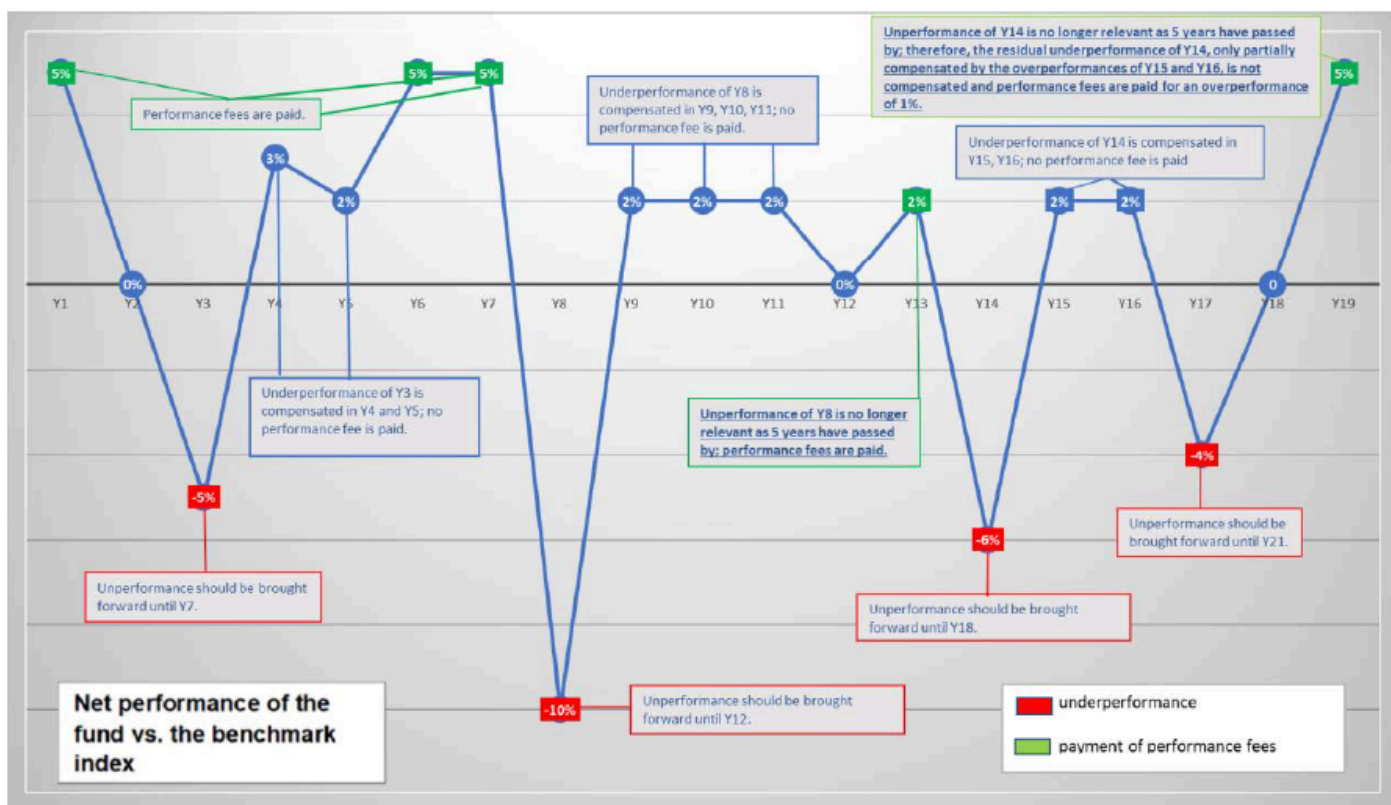 Unperformance of Y14 is no longer relevant as 5 years have passed
by; therefore, the residual underperformance of Y14, only partially
compensated by the overperformances of Y15 and Y16, is not
compensated and performance fees are paid for an overperformance
of 1%.
5%
5%
5%
5%
Performance fees are paid.
Underperformance of Y8 is
compensated in Y9, Y10, Y11; no
performance fee is paid.
Underperformance of Y14 is compensated in
Y15, Y16; no performance fee is paid
3%
2%
2%
2%
2%
2%
2%
2%
0%
0%
0
Y1
Y2
Y3
Y4
Y5
Y6
Y7
Y8
Y9
Y10
Y11
Y12
Y13
Y14
Y15
Y16
Y17
Y18
Y19
Underperformance of Y3 is
compensated in Y4 and Y5; no
performance fee is paid.
Unperformance of Y8 is no longer
relevant as 5 years have passed
by; performance fees are paid.
-5%
-4%
-6%
Unperformance should be
brought forward until Y21.
Unperformance should be brought
forward until Y7.
Unperformance should be brought
forward until Y18.
-10%
Unperformance should be brought
forward until Y12.
Net performance of the
fund vs. the benchmark
index
underperformance
payment of performance fees